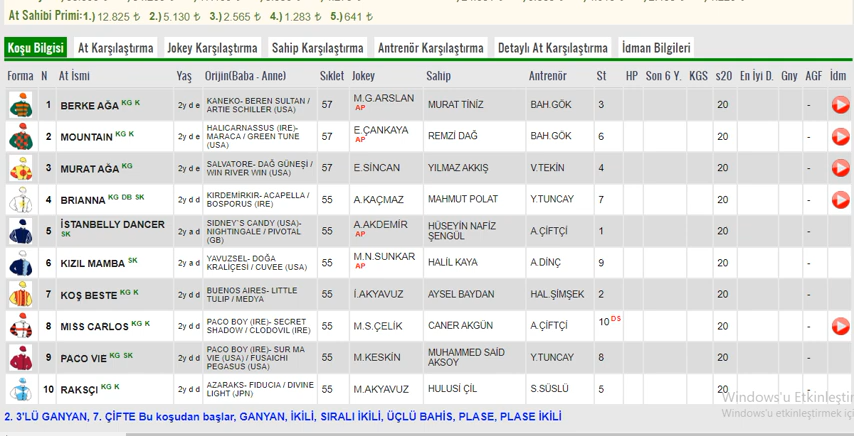 At Sahibi Primi:1.) 12.825 ₺ 2.) 5.130 ₺ 3.) 2.565 ₺ 4.) 1.283 ₺ 5.) 641 ₺
Koşu Bilgisi At Karşılaştırma Jokey Karşılaştırma Sahip Karşılaştırma Antrenör Karşılaştırma Detaylı At Karşılaştırma İdman Bilgileri
Forma N At İsmi Yaş Orijin(Baba - Anne) Sıklet Jokey Sahip Antrenör St HP Son 6 Y. KGS s20 En İyi D. Gny AGF İdm
1 BERKE AĞA KG K 2y d e KANEKO- BEREN SULTAN / ARTIE SCHILLER (USA) 57 M.G.ARSLAN AP MURAT TİNİZ BAH.GÖK 3 20 -
2 MOUNTAIN KG K 2y d e HALICARNASSUS (IRE)- MARACA / GREEN TUNE (USA) 57 E.ÇANKAYA AP REMZİ DAĞ BAH.GÖK 6 20 -
3 MURAT AĞA KG 2y d e SALVATORE- DAĞ GÜNEŞİ / WIN RIVER WIN (USA) 57 E.SİNCAN YILMAZ AKKIŞ V.TEKİN 4 20 -
4 BRIANNA KG DB SK 2y d d KIRDEMİRKIR- ACAPELLA / BOSPORUS (IRE) 55 A.KAÇMAZ MAHMUT POLAT Y.TUNCAY 7 20 -
5 İSTANBELLY DANCER SK 2y a d SIDNEY'S CANDY (USA)- NIGHTINGALE / PIVOTAL (GB) 55 A.AKDEMİR AP HÜSEYİN NAFİZ ŞENGÜL A.ÇİFTÇİ 1 20 -
6 KIZIL MAMBA SK 2y a d YAVUZSEL- DOĞA KRALİÇESİ / CUVEE (USA) 55 M.N.SUNKAR AP HALİL KAYA A.DİNÇ 9 20 -
7 KOŞ BESTE KG K 2y d d BUENOS AIRES- LITTLE TULIP / MEDYA 55 İ.AKYAVUZ AYSEL BAYDAN HAL.ŞİMŞEK 2 20 -
8 MISS CARLOS KG K 2y d d PACO BOY (IRE)- SECRET SHADOW / CLODOVIL (IRE) 55 M.S.ÇELİK CANER AKGÜN A.ÇİFTÇİ 10 DS 20 -
9 PACO VIE KG SK 2y d d PACO BOY (IRE)- SUR MA VIE (USA) / FUSAICHI PEGASUS (USA) 55 M.KESKİN MUHAMMED SAİD AKSOY Y.TUNCAY 8 20 -
10 RAKSÇI KG K 2y d d AZARAKS- FIDUCIA / DIVINE LIGHT (JPN) 55 M.AKYAVUZ HULUSİ ÇİL S.SÜSLÜ 5 20 -
2. 3'LÜ GANYAN, 7. ÇİFTE Bu koşudan başlar, GANYAN, İKİLİ, SIRALI İKİLİ, ÜÇLÜ BAHİS, PLASE, PLASE İKİLİ
Windows'u Etkinleştir
Windows'u etkinleştirmek içi